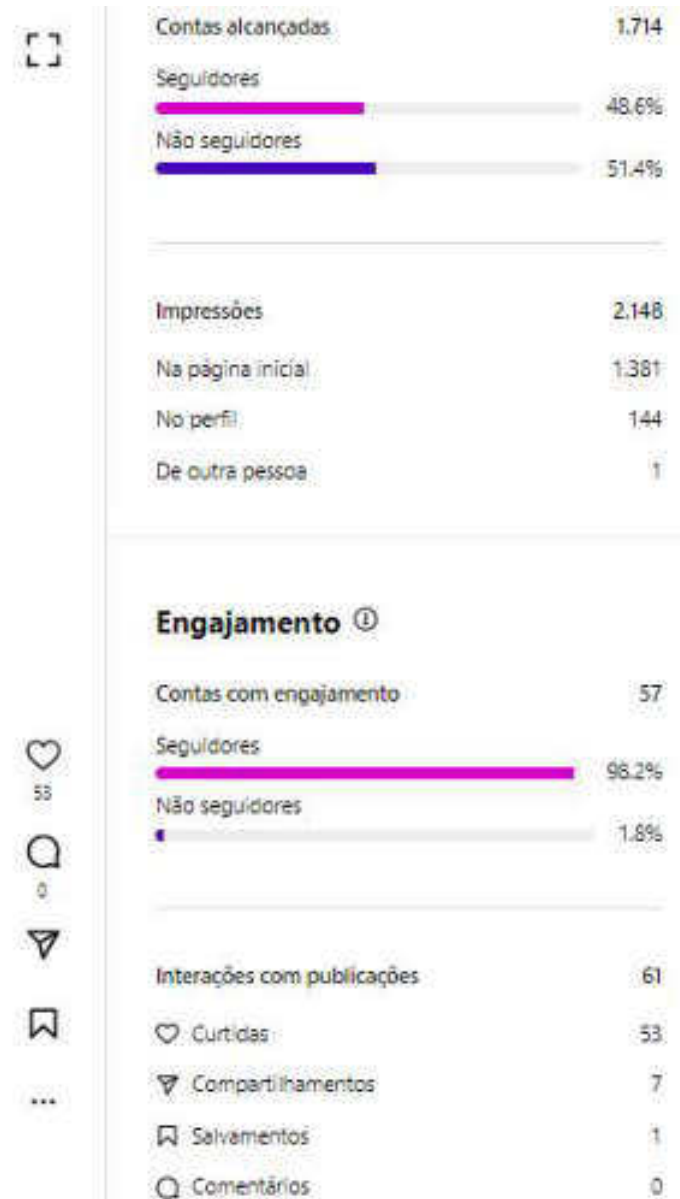 Contas alcançadas 1.714
Seguidores
48.6%
Não seguidores
51.4%
Impressões 2.148
Na página inicial 1.381
No perfil 144
De outra pessoa 1
Engajamento
Contas com engajamento 57
Seguidores
98.2%
Não seguidores
1.8%
53
0
Interações com publicações 61
Curtidas 53
Compartilhamentos 7
Salvamentos 1
Comentários 0